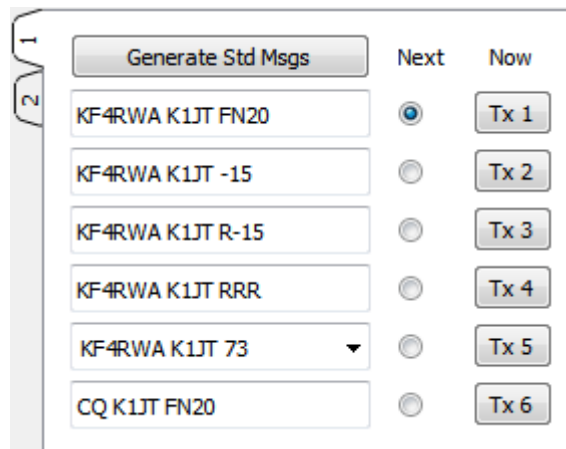 1
Generate Std Msgs Next Now
2
KF4RWA K1JT FN20 Tx 1
KF4RWA K1JT -15 Tx 2
KF4RWA K1JT R-15 Tx 3
KF4RWA K1JT RRR Tx 4
KF4RWA K1JT 73 Tx 5
CQ K1JT FN20 Tx 6